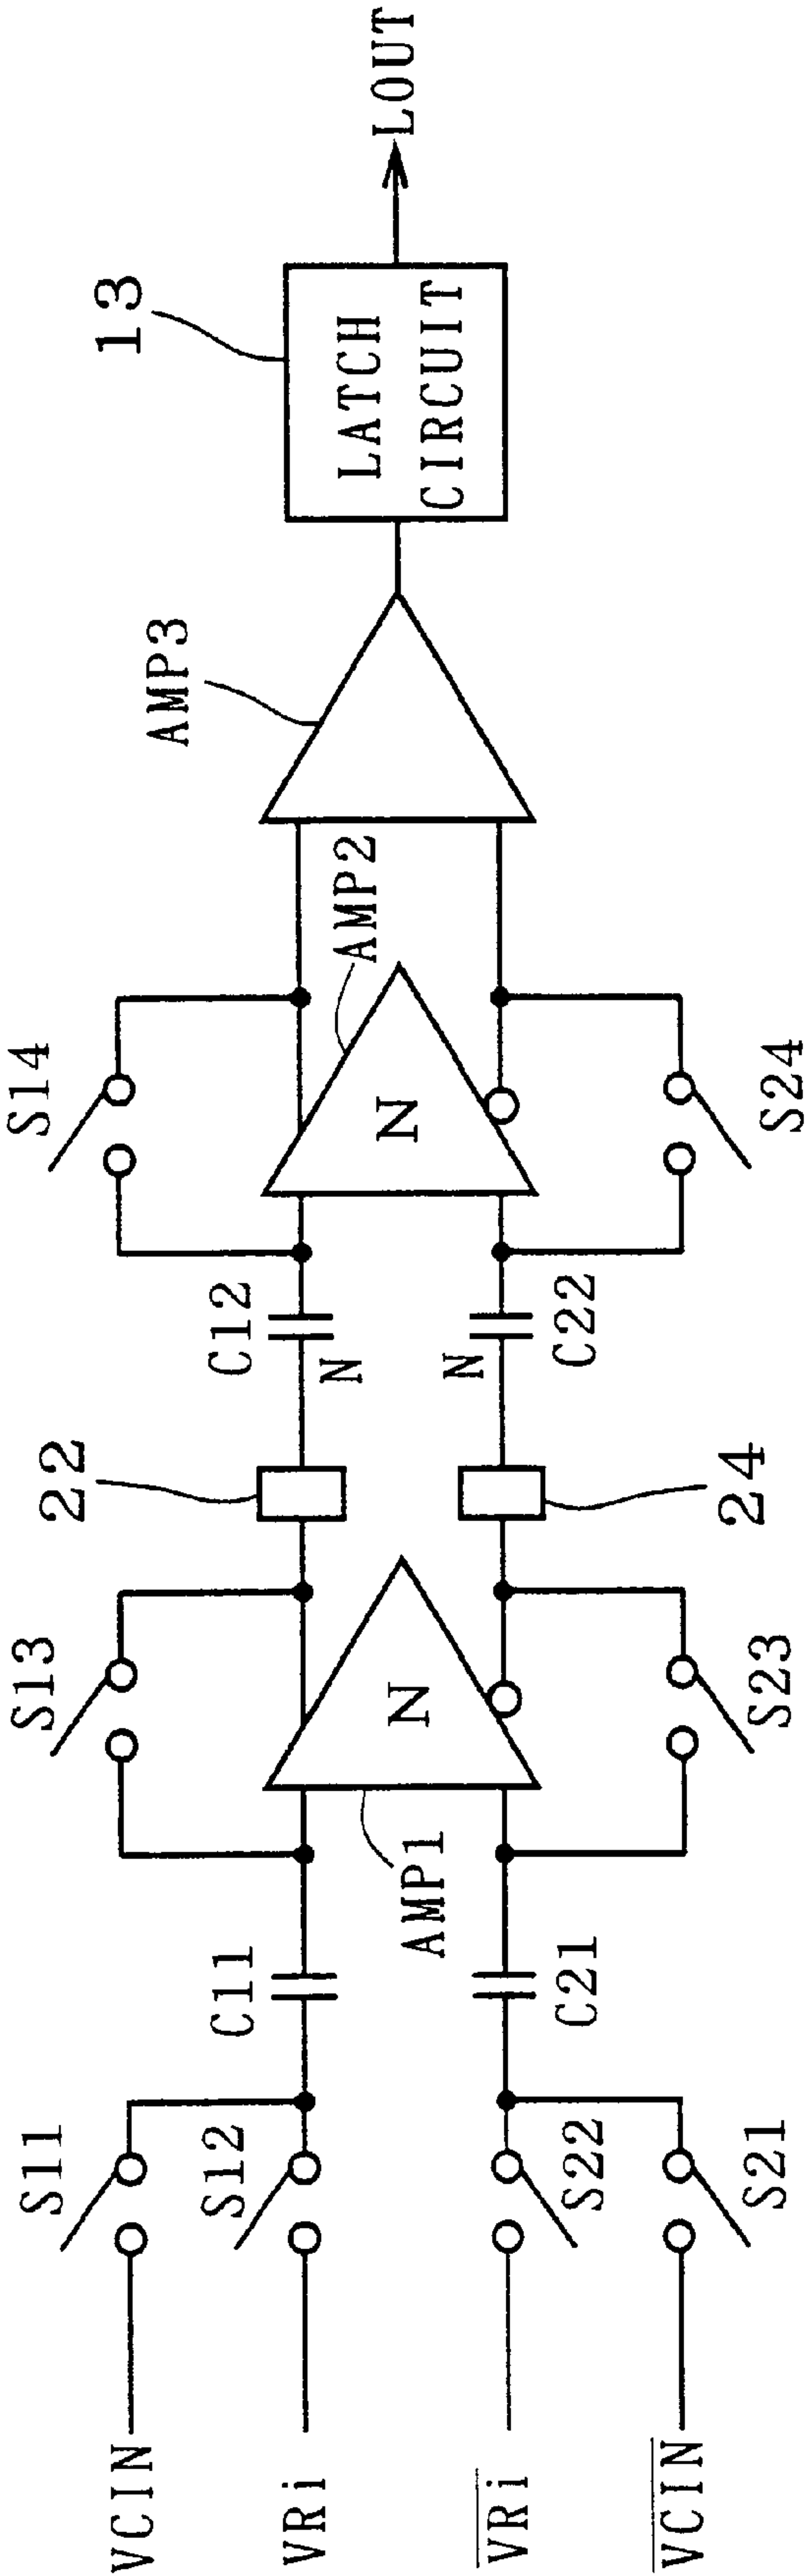 VCIN
VRi
VRi
VCIN
S11
S12
S22
S21
C11
C21
S13
N
AMP1
S23
22
24
C12
N
N
C22
S14
N
AMP2
S24
AMP3
13
LATCH
CIRCUIT
LOUT